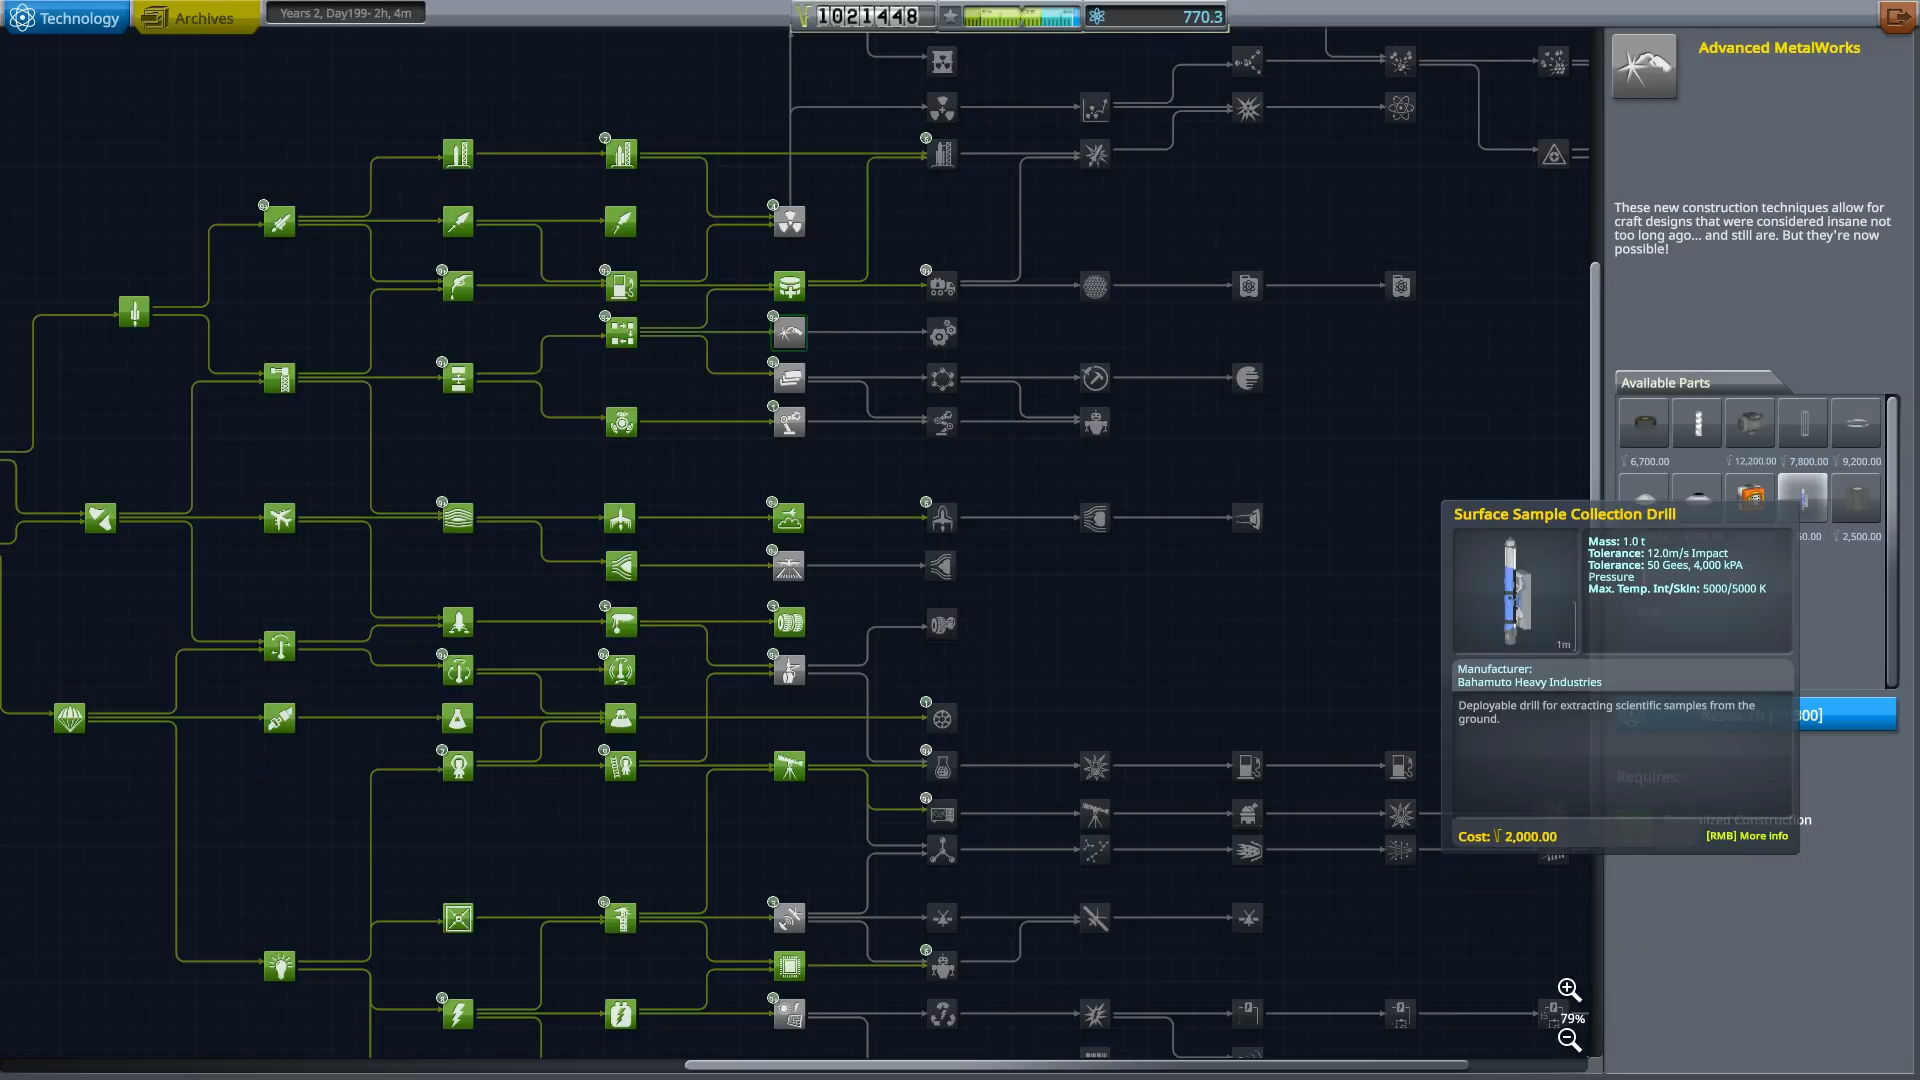 Technology
Archives
Years 2, Day199- 2h, 4m
1021448
770.3
Advanced MetalWorks
These new construction techniques allow for
craft designs that were considered insane not
too long ago... and still are. But they're now
possible!
Available Parts
6,700.00
12,200.00
7,800.00
9,200.00
2,500.00
Surface Sample Collection Drill
Mass: 1.0 t
Tolerance: 12.0m/s Impact
Tolerance: 50 Gees, 4,000 kPA
Pressure
Max. Temp. Int/Skin: 5000/5000 K
1m
Manufacturer:
Bahamuto Heavy Industries
Deployable drill for extracting scientific samples from the
ground.
Requires:
Cost: 2,000.00
[RMB] More info
79%